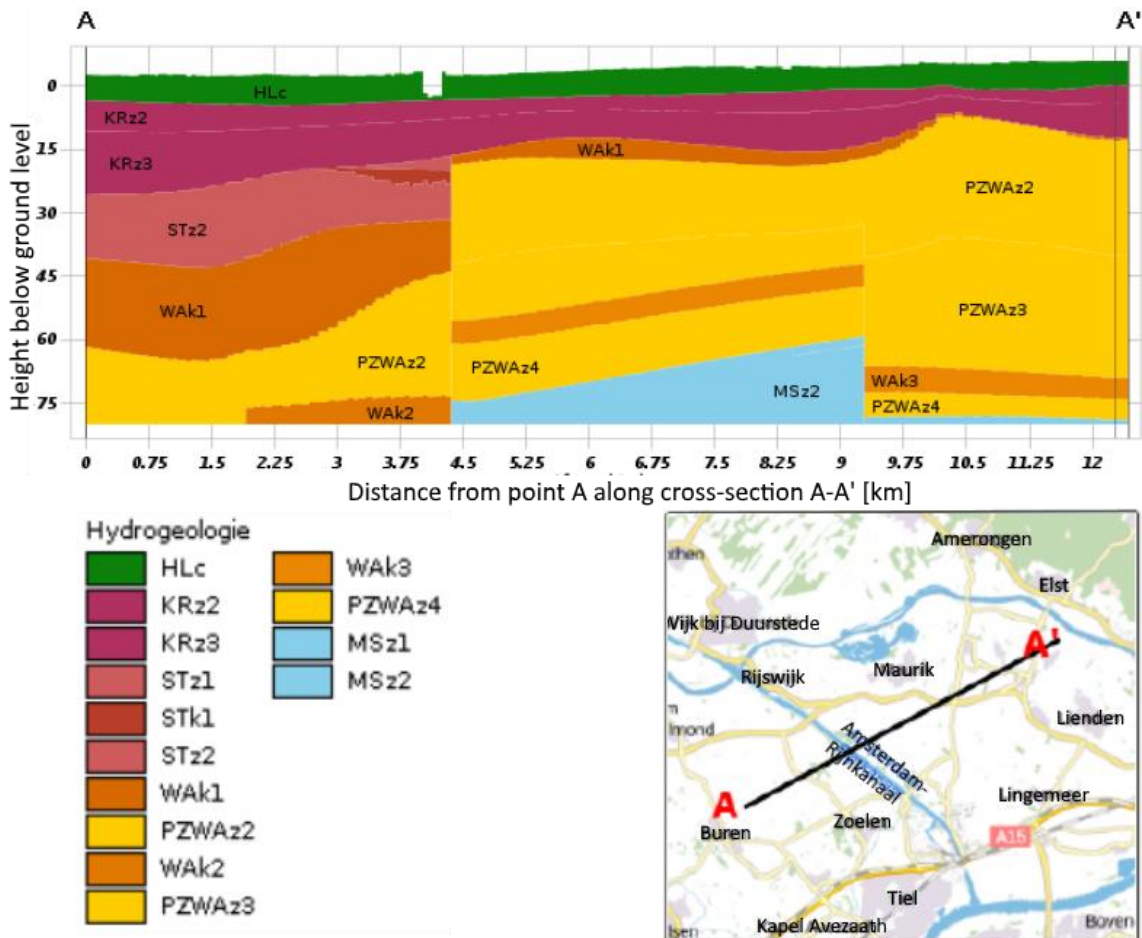 A A'
HLc
KRz2
KRz3
WAk1
STz2
WAk1
PZWAz2
PZWAz2
PZWAz3
PZWAz4
WAk2
MSz2
WAk3
PZWAz4
0
15
30
45
60
75
Height below ground level
0 0.75 1.5 2.25 3 3.75 4.5 5.25 6 6.75 7.5 8.25 9 9.75 10.5 11.25 12
Distance from point A along cross-section A-A' [km]
Hydrogeologie
HLc
KRz2
KRz3
STz1
STk1
STz2
WAk1
PZWAz2
WAk2
PZWAz3
WAk3
PZWAz4
MSz1
MSz2
Amerongen
Elst
Vijk bij Duurstede
A'
Rijswijk
Maurik
Lienden
lmond
Amsterdam-
Rijnkanaal
A
Buren
Zoelen
Lingemeer
A15
Tiel
Kapel Avezaath
Boven